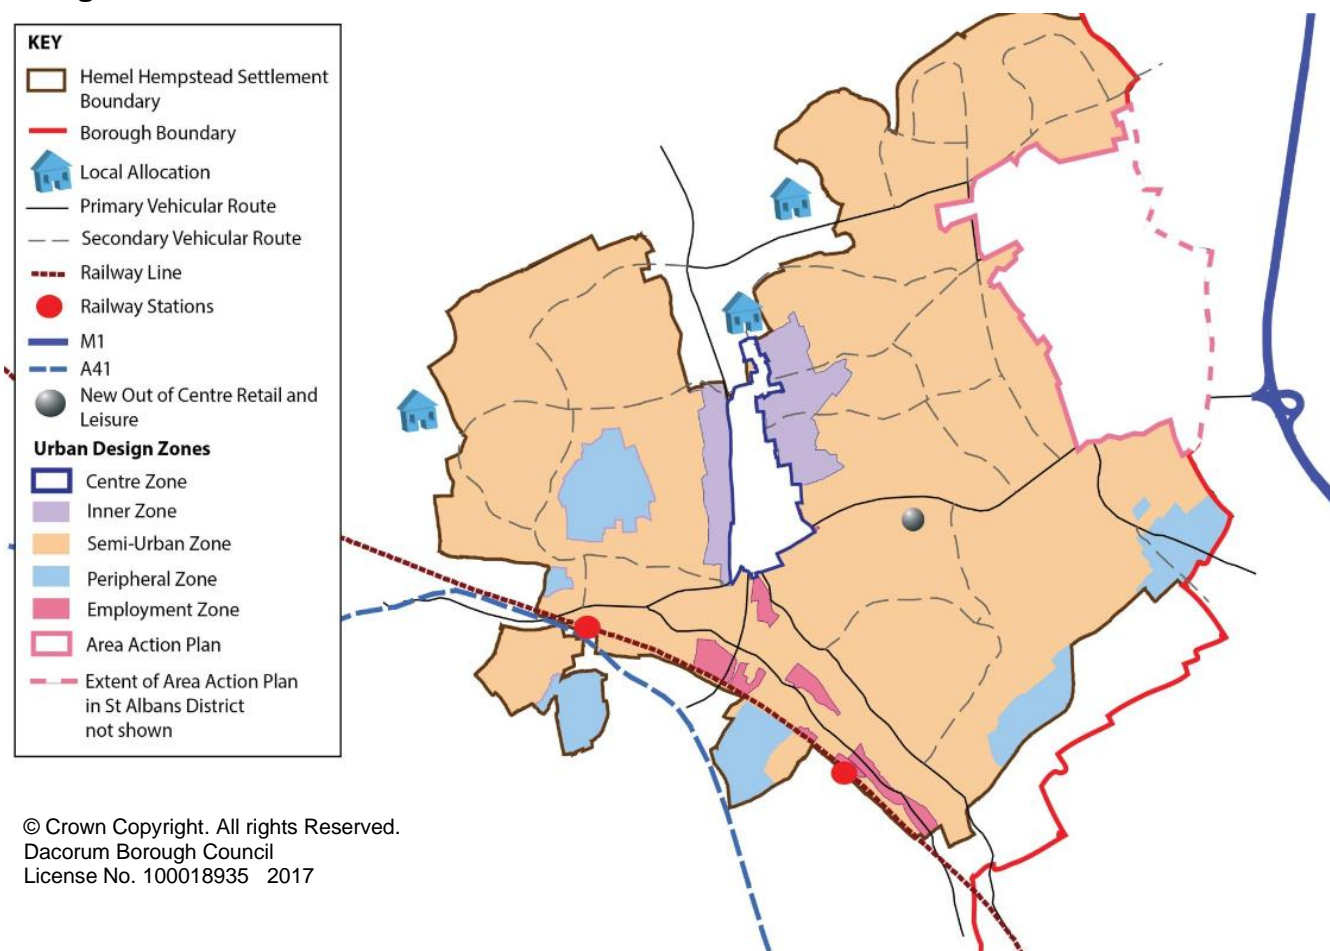 KEY
Hemel Hempstead Settlement
Boundary
Borough Boundary
Local Allocation
Primary Vehicular Route
Secondary Vehicular Route
Railway Line
Railway Stations
M1
A41
New Out of Centre Retail and
Leisure
Urban Design Zones
Centre Zone
Inner Zone
Semi-Urban Zone
Peripheral Zone
Employment Zone
Area Action Plan
Extent of Area Action Plan
in St Albans District
not shown
© Crown Copyright. All rights Reserved.
Dacorum Borough Council
License No. 100018935 2017